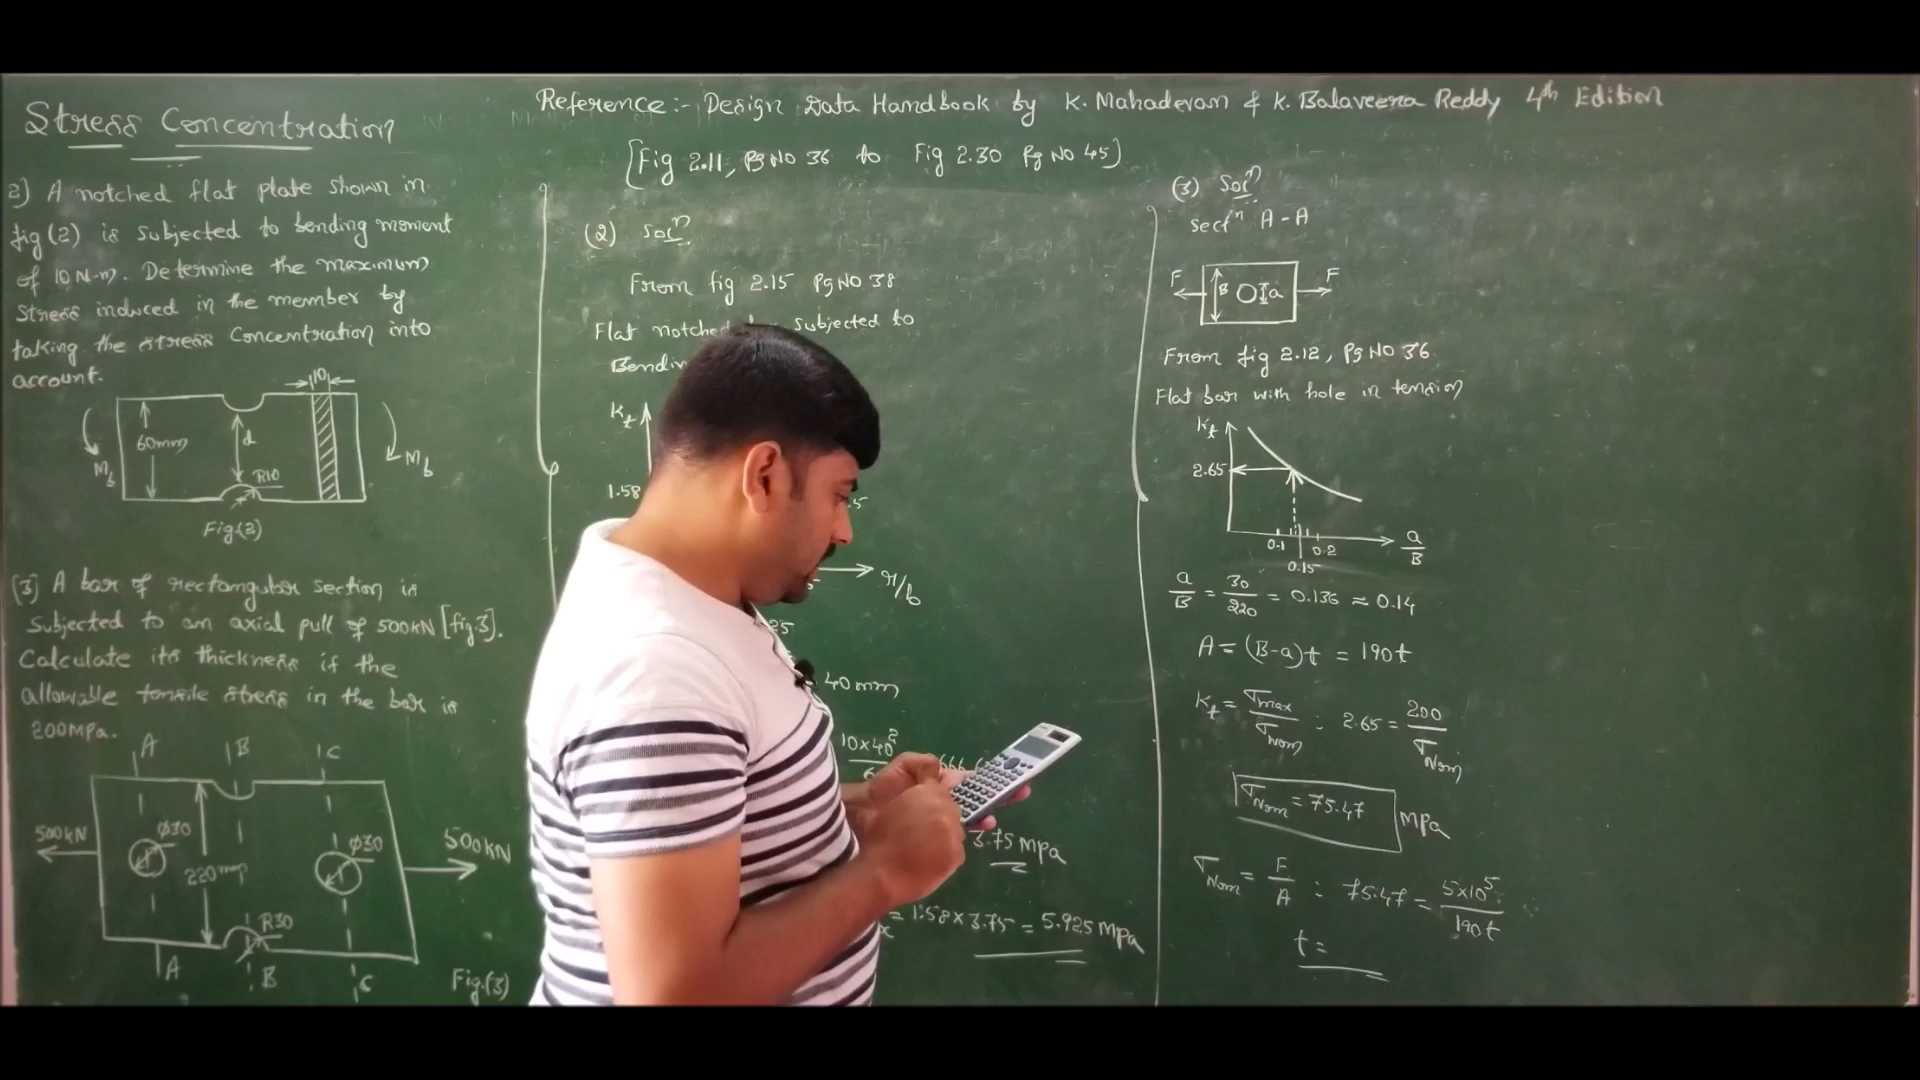 Stress Concentration
Reference:- Design Data Handbook by K. Mahadevan & K. Balaveera Reddy 4th Edition
[Fig 2.11, Pg NO 36 to Fig 2.30 Pg NO 45]
2) A notched flat plate shown in
fig (2) is subjected to bending moment
of 10 N-m. Determine the maximum
stress induced in the member by
taking the stress concentration into
account.
10
60mm
d
R10
Mb
Mb
Fig.(2)
(3) A bar of rectangular section is
subjected to an axial pull of 500KN [fig.3].
Calculate its thickness if the
allowable tensile stress in the bar is
200MPa.
A
B
C
500KN
Ø30
220mm
Ø30
500KN
R30
A
B
C
Fig.(3)
(2) Solⁿ
From fig 2.15 Pg NO 38
Flat notched subjected to
Kt
1.58
r/b
40mm
10×40²
3.75 MPa
= 1.58 × 3.75 = 5.925 MPa
(3) Solⁿ
Sectⁿ A-A
F B a F
From fig 2.12, Pg NO 36
Flat bar with hole in tension
Kt
2.65
0.1 0.2
0.15
a/B
a/B = 30/220 = 0.136 ≈ 0.14
A = (B-a)t = 190t
Kt = σmax/σNom : 2.65 = 200/σNom
σNom = 75.47 MPa
σNom = F/A : 75.47 = 5×10⁵/190t
t =